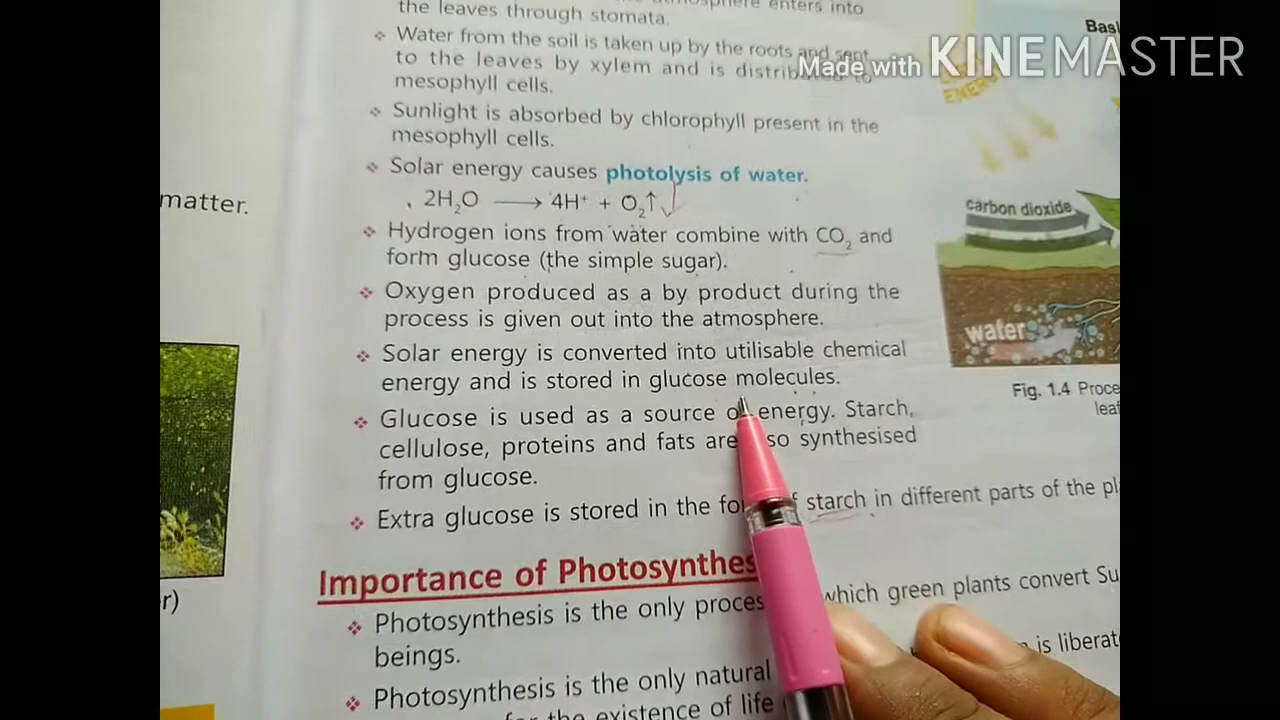 the leaves through stomata.
Water from the soil is taken up by the roots and sent
to the leaves by xylem and is distributed to
mesophyll cells.
Sunlight is absorbed by chlorophyll present in the
mesophyll cells.
Solar energy causes photolysis of water.
2H₂O ⟶ 4H⁺ + O₂↑
Hydrogen ions from water combine with CO₂ and
form glucose (the simple sugar).
Oxygen produced as a by product during the
process is given out into the atmosphere.
Solar energy is converted into utilisable chemical
energy and is stored in glucose molecules.
Glucose is used as a source of energy. Starch,
cellulose, proteins and fats are also synthesised
from glucose.
Extra glucose is stored in the form of starch in different parts of the pl
Importance of Photosynthes
Photosynthesis is the only proces which green plants convert Su
beings.
is liberat
Photosynthesis is the only natural
for the existence of life
matter.
r)
Made with KINEMASTER
Basi
ENERG
carbon dioxide
water
Fig. 1.4 Proce
leaf